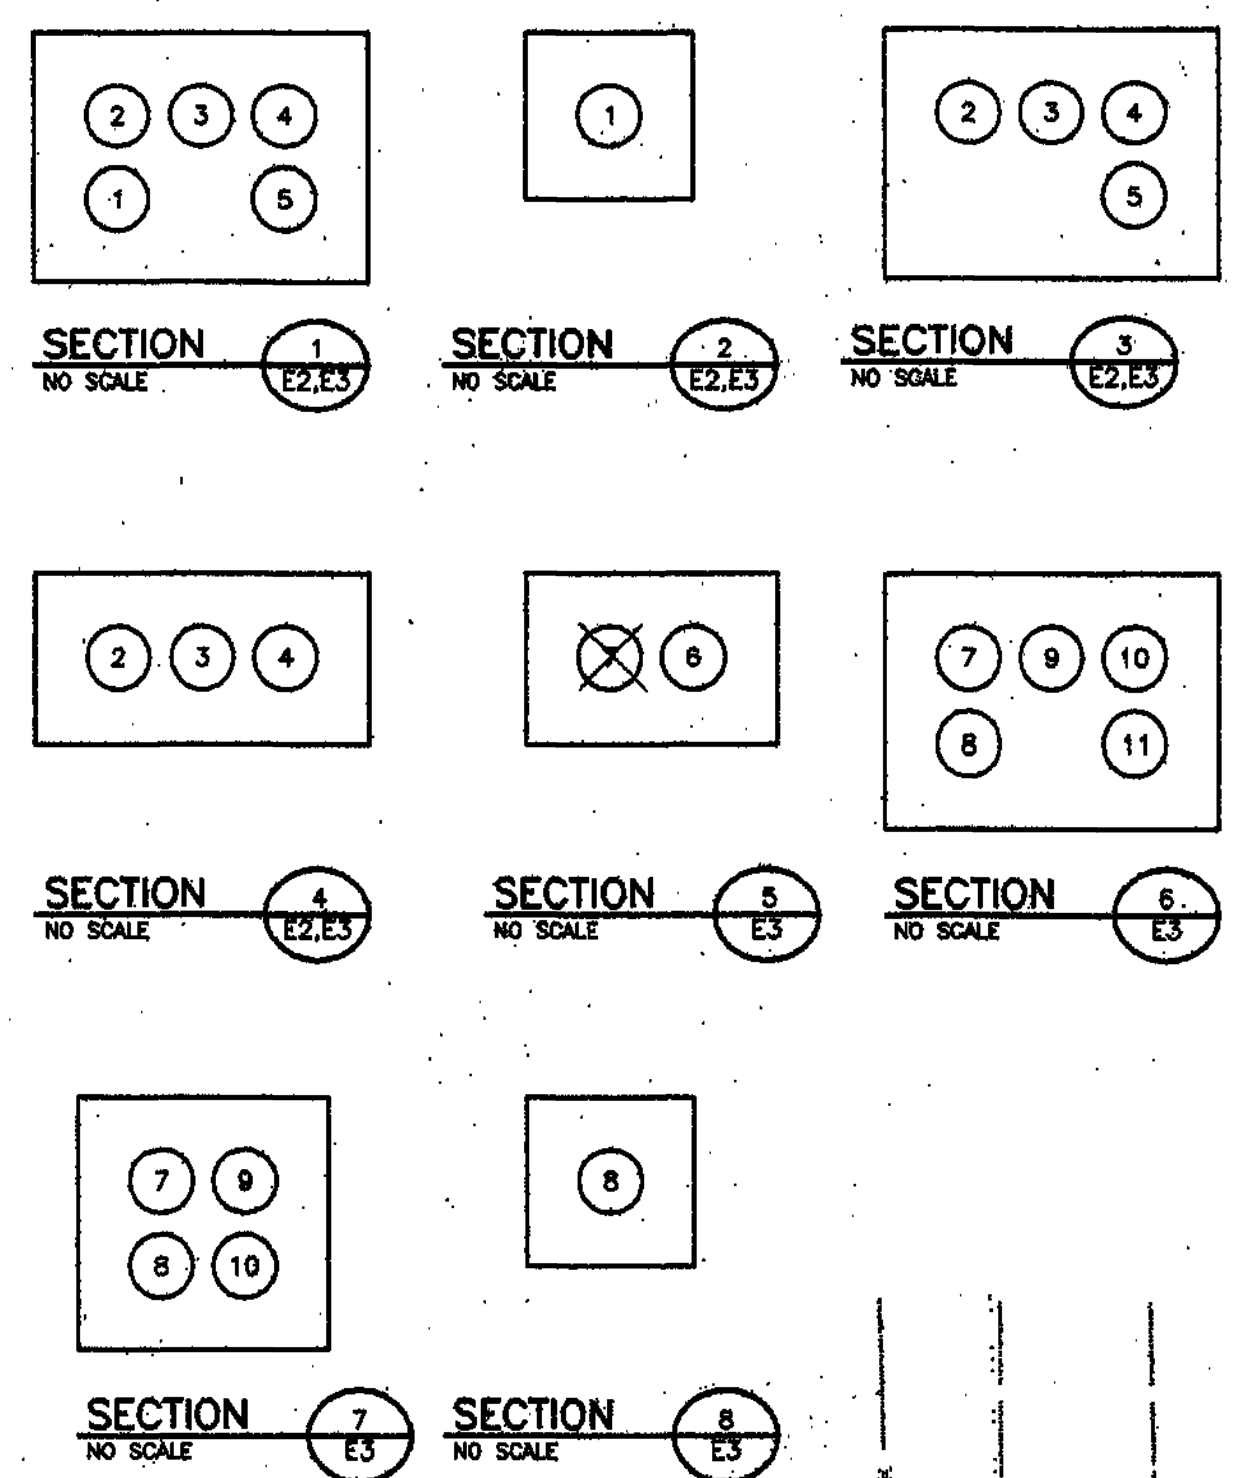 2 3 4
1 5
SECTION 1
NO SCALE E2,E3
1
SECTION 2
NO SCALE E2,E3
2 3 4
5
SECTION 3
NO SCALE E2,E3
2 3 4
SECTION 4
NO SCALE E2,E3
6
SECTION 5
NO SCALE E3
7 9 10
8 11
SECTION 6
NO SCALE E3
7 9
8 10
SECTION 7
NO SCALE E3
8
SECTION 8
NO SCALE E3